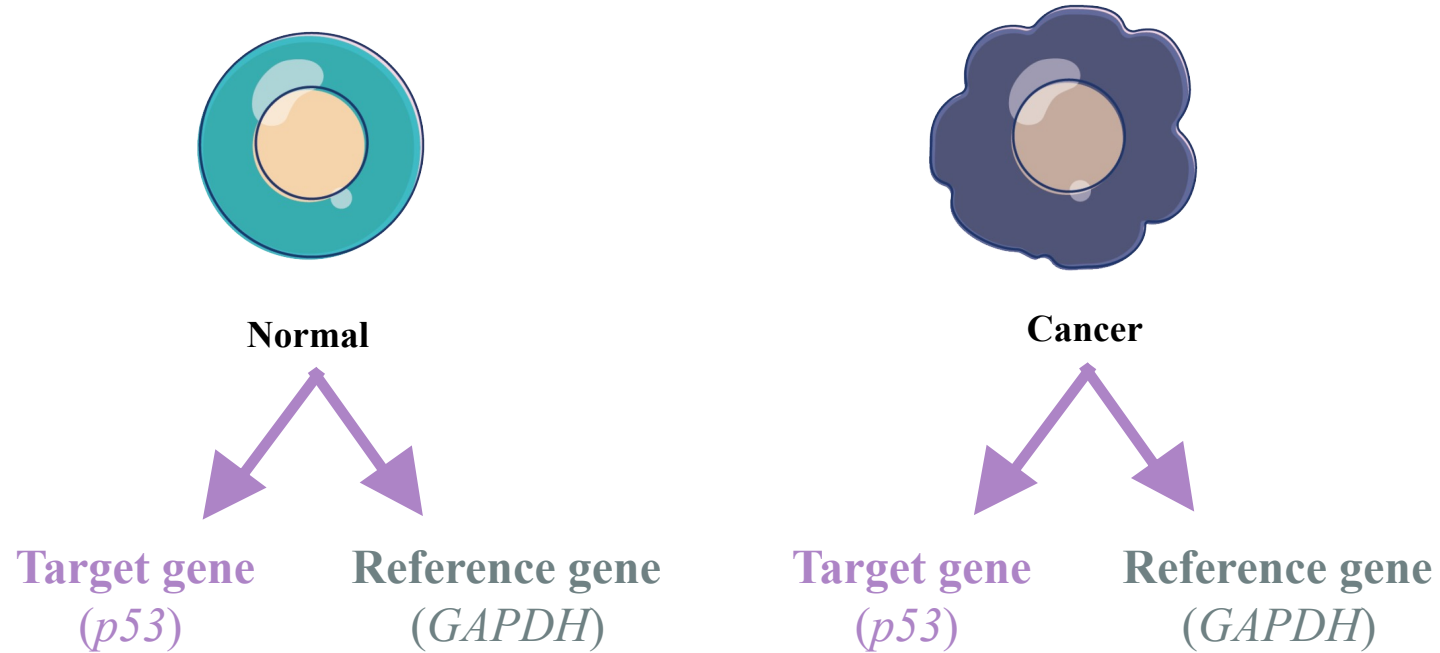 Normal
Cancer
Target gene
(p53)
Reference gene
(GAPDH)
Target gene
(p53)
Reference gene
(GAPDH)